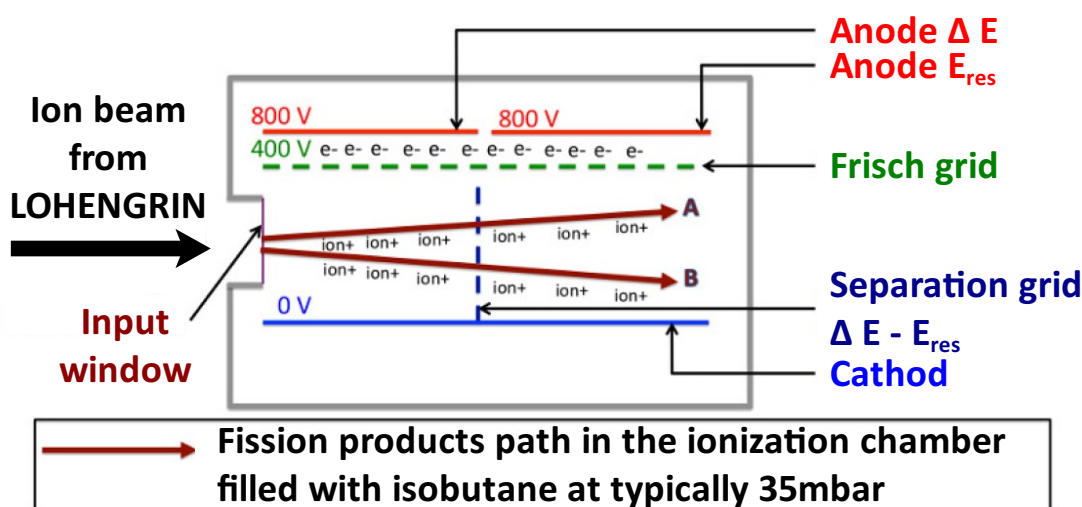 Anode Δ E
Anode Eres
Ion beam
from
LOHENGRIN
800 V
800 V
400 V e- e- e- e- e- e- e- e- e- e- e- e-
Frisch grid
A
ion+ ion+ ion+ ion+ ion+ ion+
ion+ ion+ ion+ ion+ ion+ ion+
B
Separation grid
Δ E - Eres
0 V
Input
window
Cathod
Fission products path in the ionization chamber
filled with isobutane at typically 35mbar